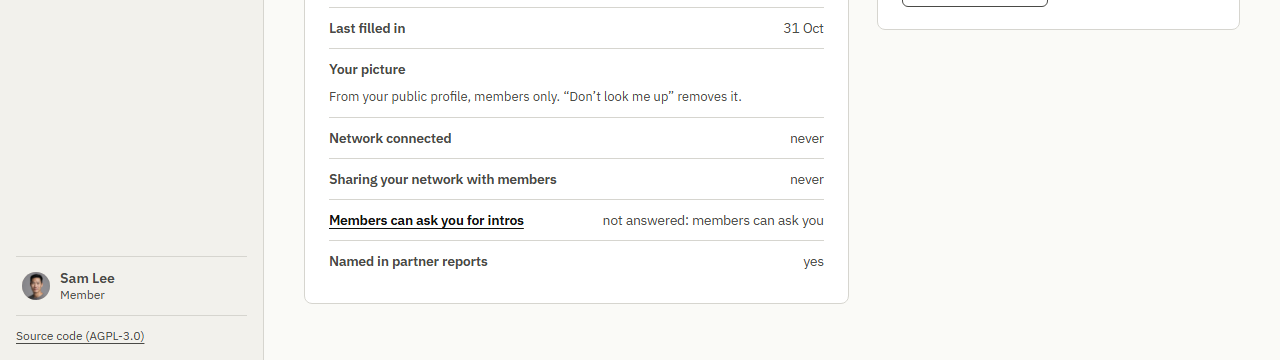 Last filled in 31 Oct
Your picture
From your public profile, members only. “Don’t look me up” removes it.
Network connected never
Sharing your network with members never
Members can ask you for intros not answered: members can ask you
Named in partner reports yes
Sam Lee
Member
Source code (AGPL-3.0)